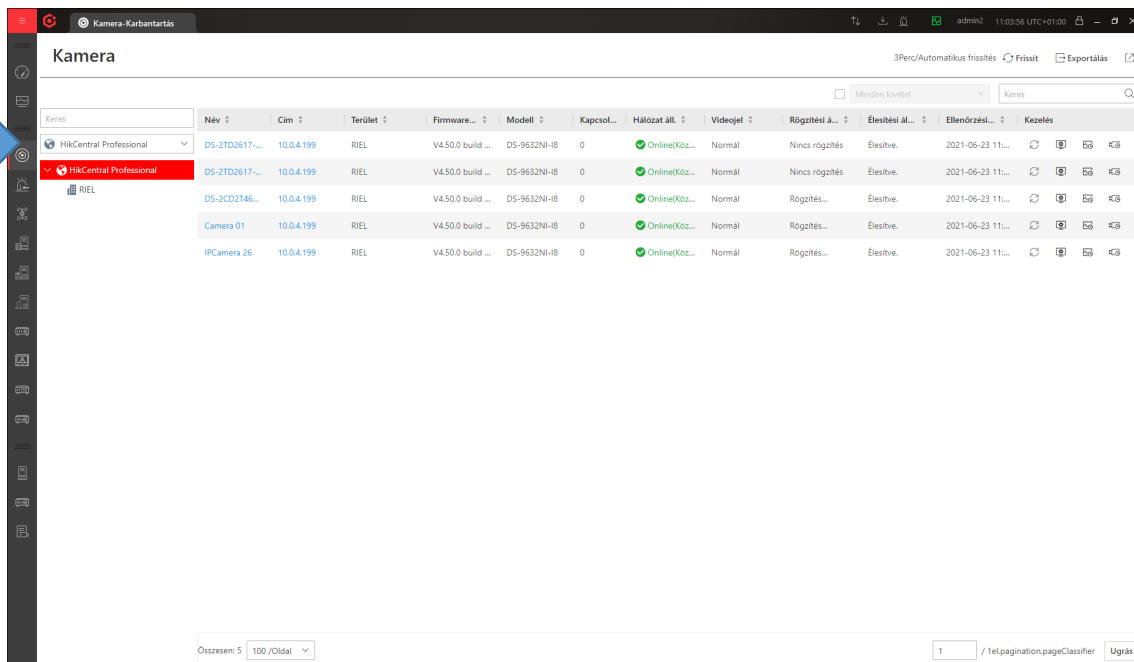 Kamera-Karbantartás admin2 11:03:56 UTC+01:00
Kamera 3Perc/Automatikus frissítés Frissít Exportálás
Minden kivétel Keres
Keres Név Cím Terület Firmware... Modell Kapcsol... Hálózat áll. Videojel Rögzítési á... Élesítési ál... Ellenőrzési... Kezelés
HikCentral Professional DS-2TD2617-... 10.0.4.199 RIEL V4.50.0 build ... DS-9632NI-I8 0 Online(Köz... Normál Nincs rögzítés Élesítve. 2021-06-23 11:...
HikCentral Professional DS-2TD2617-... 10.0.4.199 RIEL V4.50.0 build ... DS-9632NI-I8 0 Online(Köz... Normál Nincs rögzítés Élesítve. 2021-06-23 11:...
RIEL DS-2CD2T46... 10.0.4.199 RIEL V4.50.0 build ... DS-9632NI-I8 0 Online(Köz... Normál Rögzítés... Élesítve. 2021-06-23 11:...
Camera 01 10.0.4.199 RIEL V4.50.0 build ... DS-9632NI-I8 0 Online(Köz... Normál Rögzítés... Élesítve. 2021-06-23 11:...
IPCamera 26 10.0.4.199 RIEL V4.50.0 build ... DS-9632NI-I8 0 Online(Köz... Normál Rögzítés... Élesítve. 2021-06-23 11:...
Összesen: 5 100 /Oldal 1 / 1el.pagination.pageClassifier Ugrás